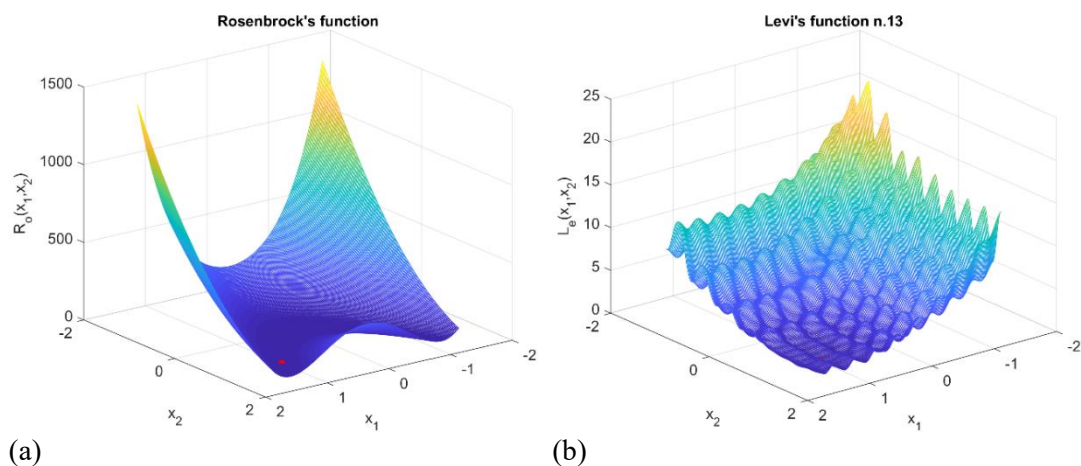 Rosenbrock's function
1500
1000
500
0
R_o(x_1,x_2)
-2
0
2
x_2
2
1
0
-1
-2
x_1
(a)
Levi's function n.13
25
20
15
10
5
0
L_e(x_1,x_2)
-2
0
2
x_2
2
1
0
-1
-2
x_1
(b)